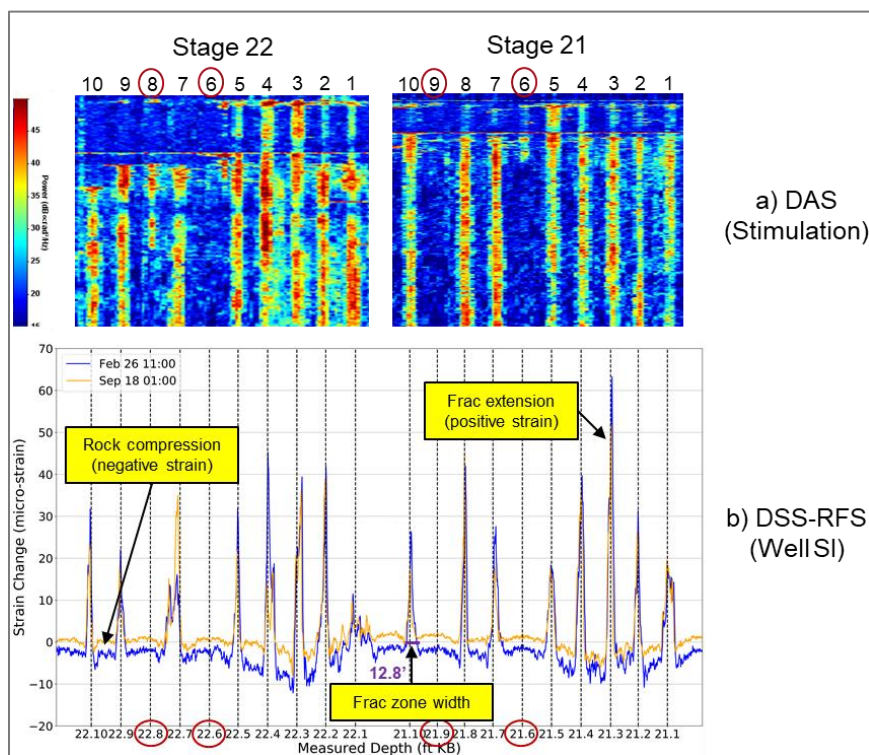 Stage 22
Stage 21
10 9 8 7 6 5 4 3 2 1
10 9 8 7 6 5 4 3 2 1
40
30
25
20
15
a) DAS
(Stimulation)
70
60
50
40
30
20
10
0
−10
−20
Strain Change (micro-strain)
Feb 26 11:00
Sep 18 01:00
Rock compression
(negative strain)
Frac extension
(positive strain)
12.8'
Frac zone width
b) DSS-RFS
(Well SI)
22.10 22.9 22.8 22.7 22.6 22.5 22.4 22.3 22.2 22.1 21.10 21.9 21.8 21.7 21.6 21.5 21.4 21.3 21.2 21.1
Measured Depth (ft KB)